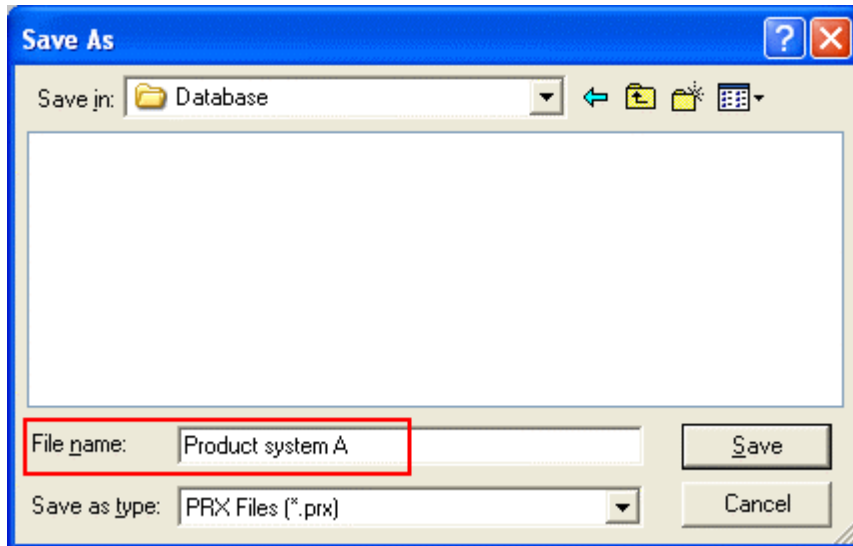 Save As
Save in: Database
File name: Product system A
Save
Save as type: PRX Files (*.prx)
Cancel